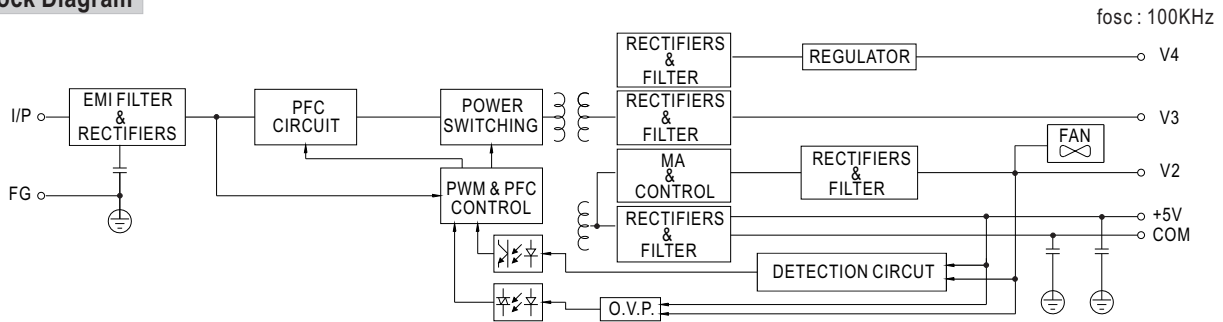 ock Diagram
fosc : 100KHz
RECTIFIERS
&
FILTER
REGULATOR
V4
I/P
EMI FILTER
&
RECTIFIERS
PFC
CIRCUIT
POWER
SWITCHING
RECTIFIERS
&
FILTER
V3
FAN
MA
&
CONTROL
RECTIFIERS
&
FILTER
V2
FG
PWM & PFC
CONTROL
RECTIFIERS
&
FILTER
+5V
COM
DETECTION CIRCUT
O.V.P.